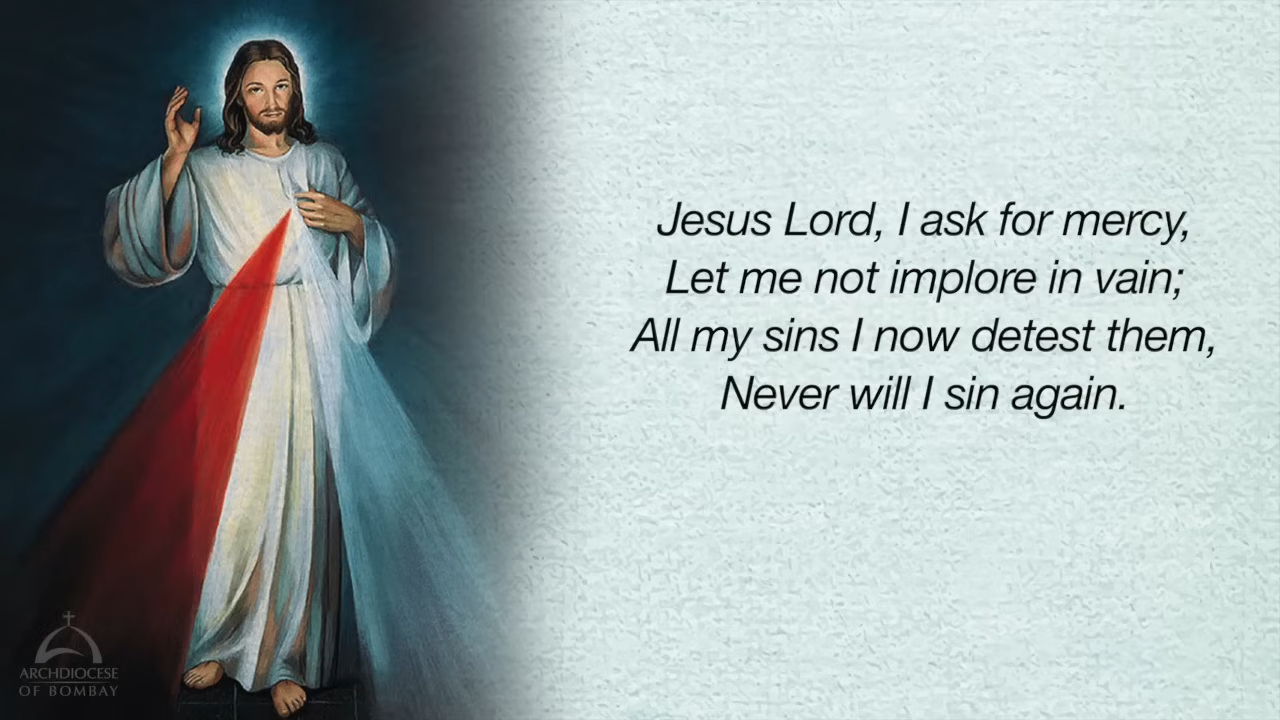 Jesus Lord, I ask for mercy,
Let me not implore in vain;
All my sins I now detest them,
Never will I sin again.
ARCHDIOCESE
OF BOMBAY